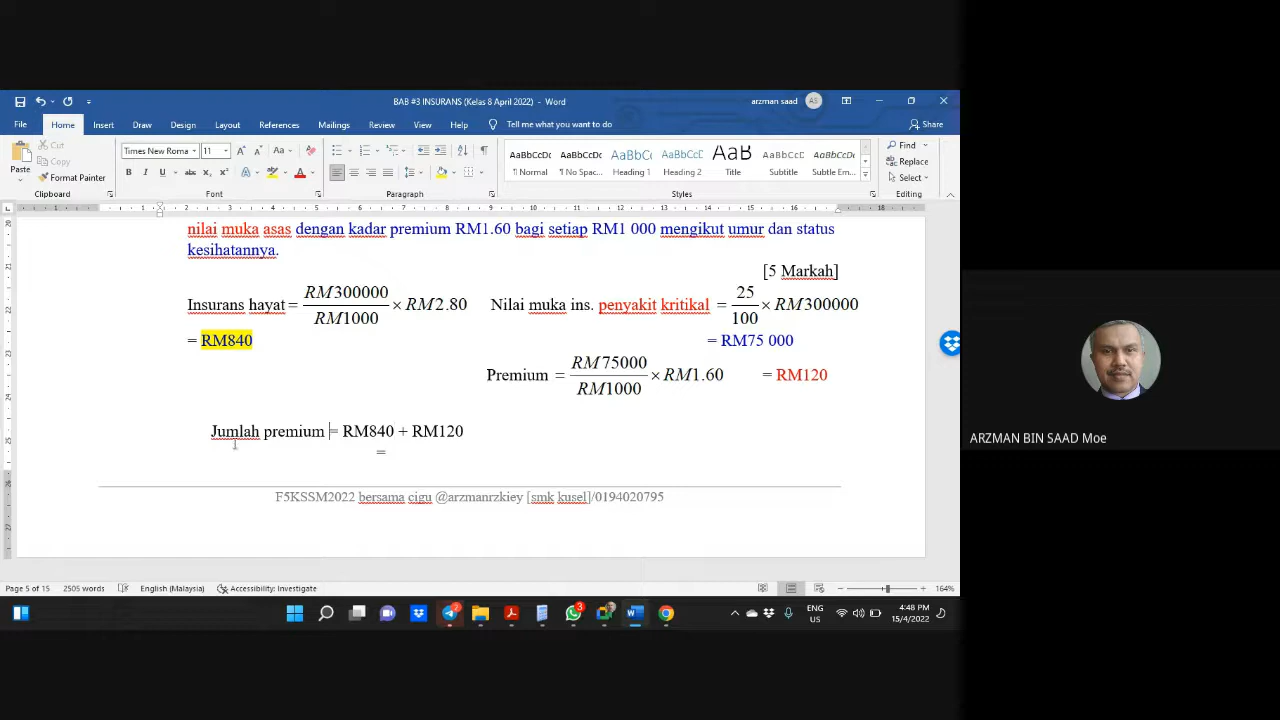 BAB #3 INSURANS (Kelas 8 April 2022) - Word
arzman saad
AS
File Home Insert Draw Design Layout References Mailings Review View Help Tell me what you want to do Share
Paste
Cut
Copy
Format Painter
Clipboard
Times New Roma 11
Font
Paragraph
AaBbCcDc AaBbCcDc AaBbCc AaBbCcC AaB AaBbCcD AaBbCcDc
¶ Normal ¶ No Spac... Heading 1 Heading 2 Title Subtitle Subtle Em...
Styles
Find
Replace
Select
Editing
nilai muka asas dengan kadar premium RM1.60 bagi setiap RM1 000 mengikut umur dan status
kesihatannya.
[5 Markah]
Insurans hayat = RM300000/RM1000 × RM2.80
= RM840
Nilai muka ins. penyakit kritikal = 25/100 × RM300000
= RM75 000
Premium = RM75000/RM1000 × RM1.60 = RM120
Jumlah premium = RM840 + RM120
=
F5KSSM2022 bersama cigu @arzmanrzkiey [smk kusel]/0194020795
Page 5 of 15 2505 words English (Malaysia) Accessibility: Investigate 164%
ENG
US
4:48 PM
15/4/2022
ARZMAN BIN SAAD Moe